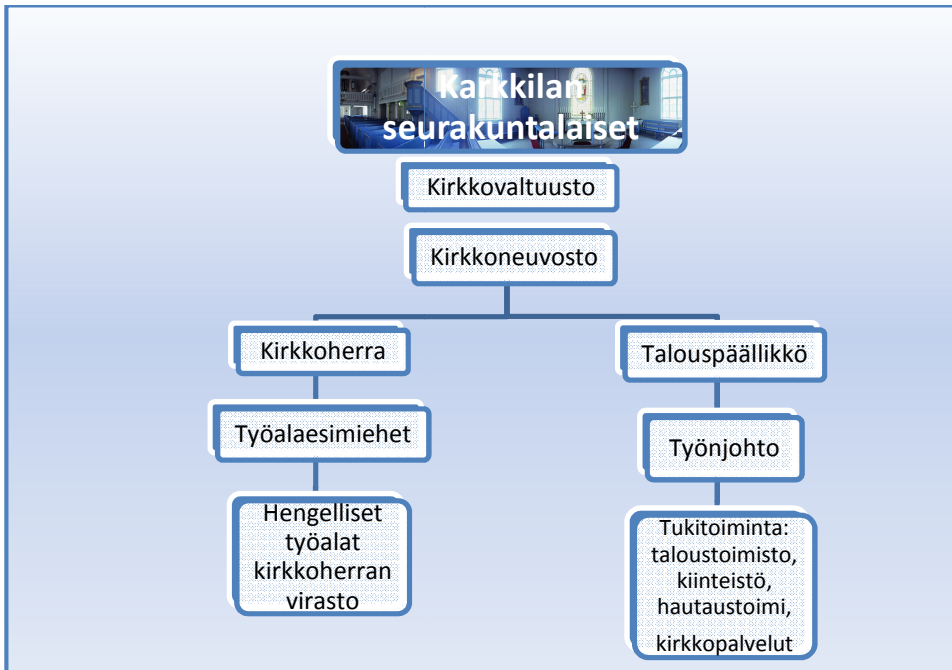 Karkkilan
seurakuntalaiset
Kirkkovaltuusto
Kirkkoneuvosto
Kirkkoherra
Talouspäällikkö
Työalaesimiehet
Työnjohto
Hengelliset
työalat
kirkkoherran
virasto
Tukitoiminta:
taloustoimisto,
kiinteistö,
hautaustoimi,
kirkkopalvelut